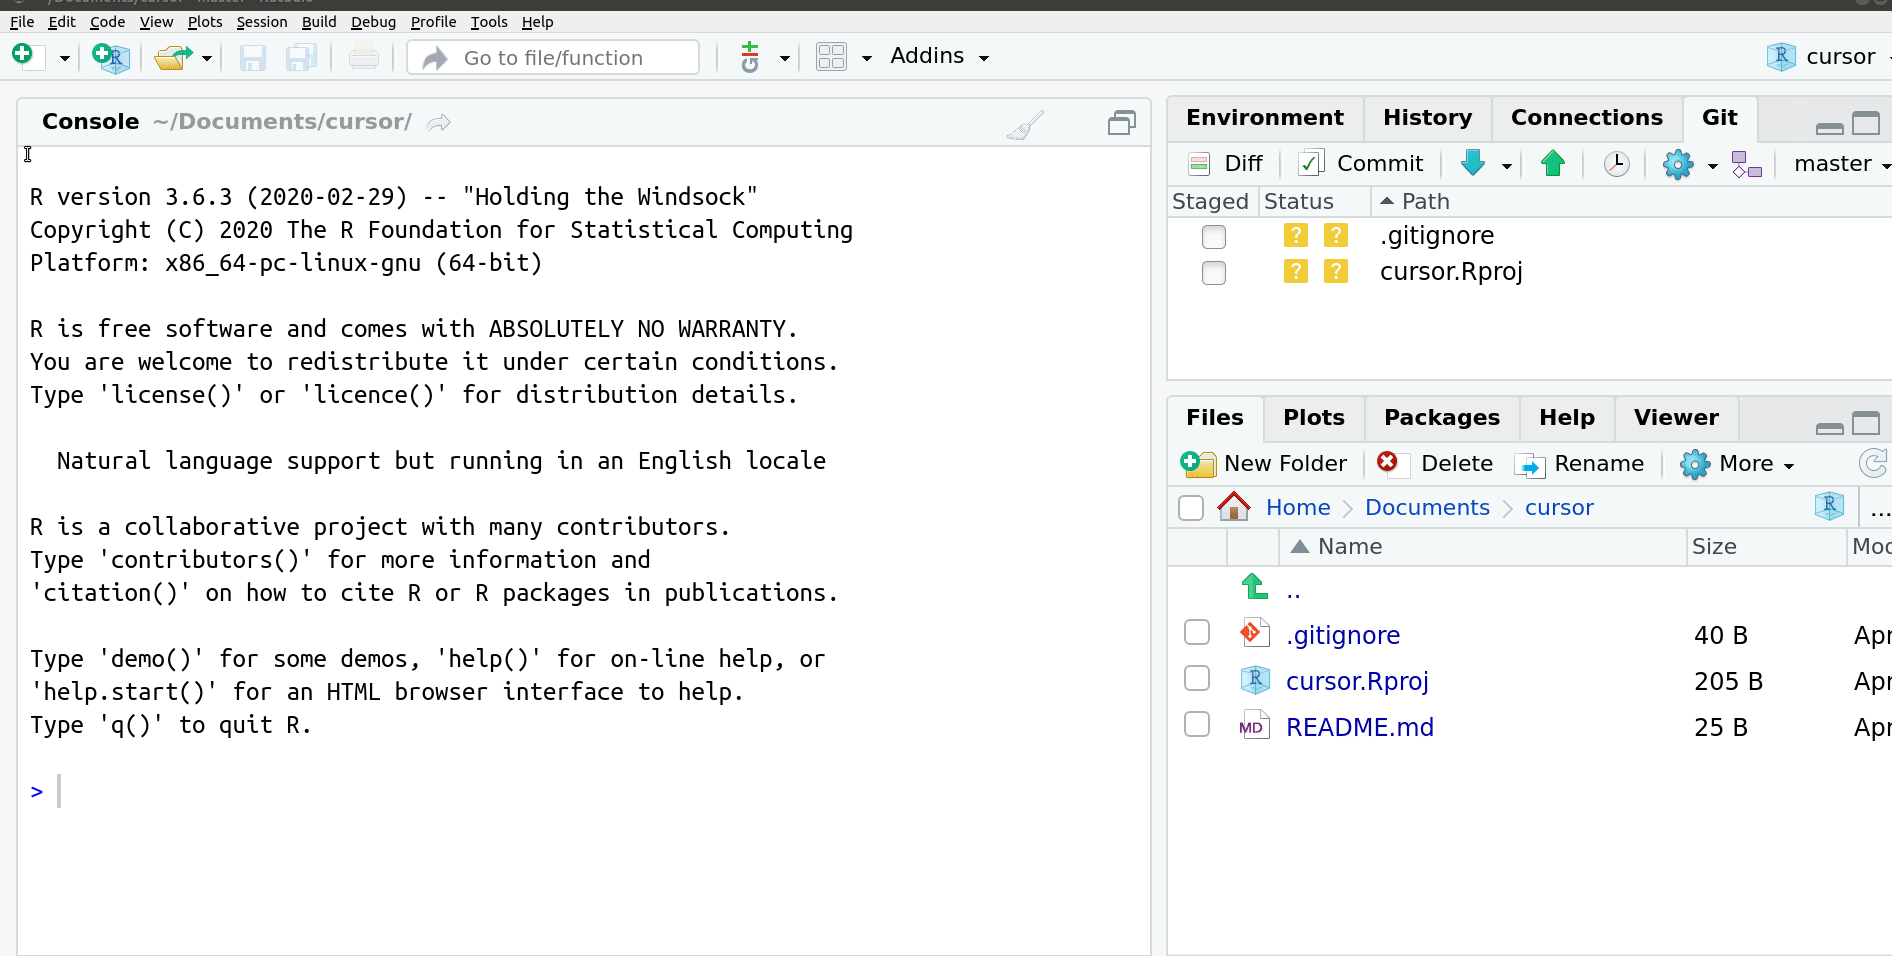 File Edit Code View Plots Session Build Debug Profile Tools Help
Go to file/function Addins cursor
Console ~/Documents/cursor/
R version 3.6.3 (2020-02-29) -- "Holding the Windsock"
Copyright (C) 2020 The R Foundation for Statistical Computing
Platform: x86_64-pc-linux-gnu (64-bit)
R is free software and comes with ABSOLUTELY NO WARRANTY.
You are welcome to redistribute it under certain conditions.
Type 'license()' or 'licence()' for distribution details.
Natural language support but running in an English locale
R is a collaborative project with many contributors.
Type 'contributors()' for more information and
'citation()' on how to cite R or R packages in publications.
Type 'demo()' for some demos, 'help()' for on-line help, or
'help.start()' for an HTML browser interface to help.
Type 'q()' to quit R.
>
Environment History Connections Git
Diff Commit master
Staged Status Path
? ? .gitignore
? ? cursor.Rproj
Files Plots Packages Help Viewer
New Folder Delete Rename More
Home Documents cursor ...
Name Size Moc
..
.gitignore 40 B Apr
cursor.Rproj 205 B Apr
MD README.md 25 B Apr